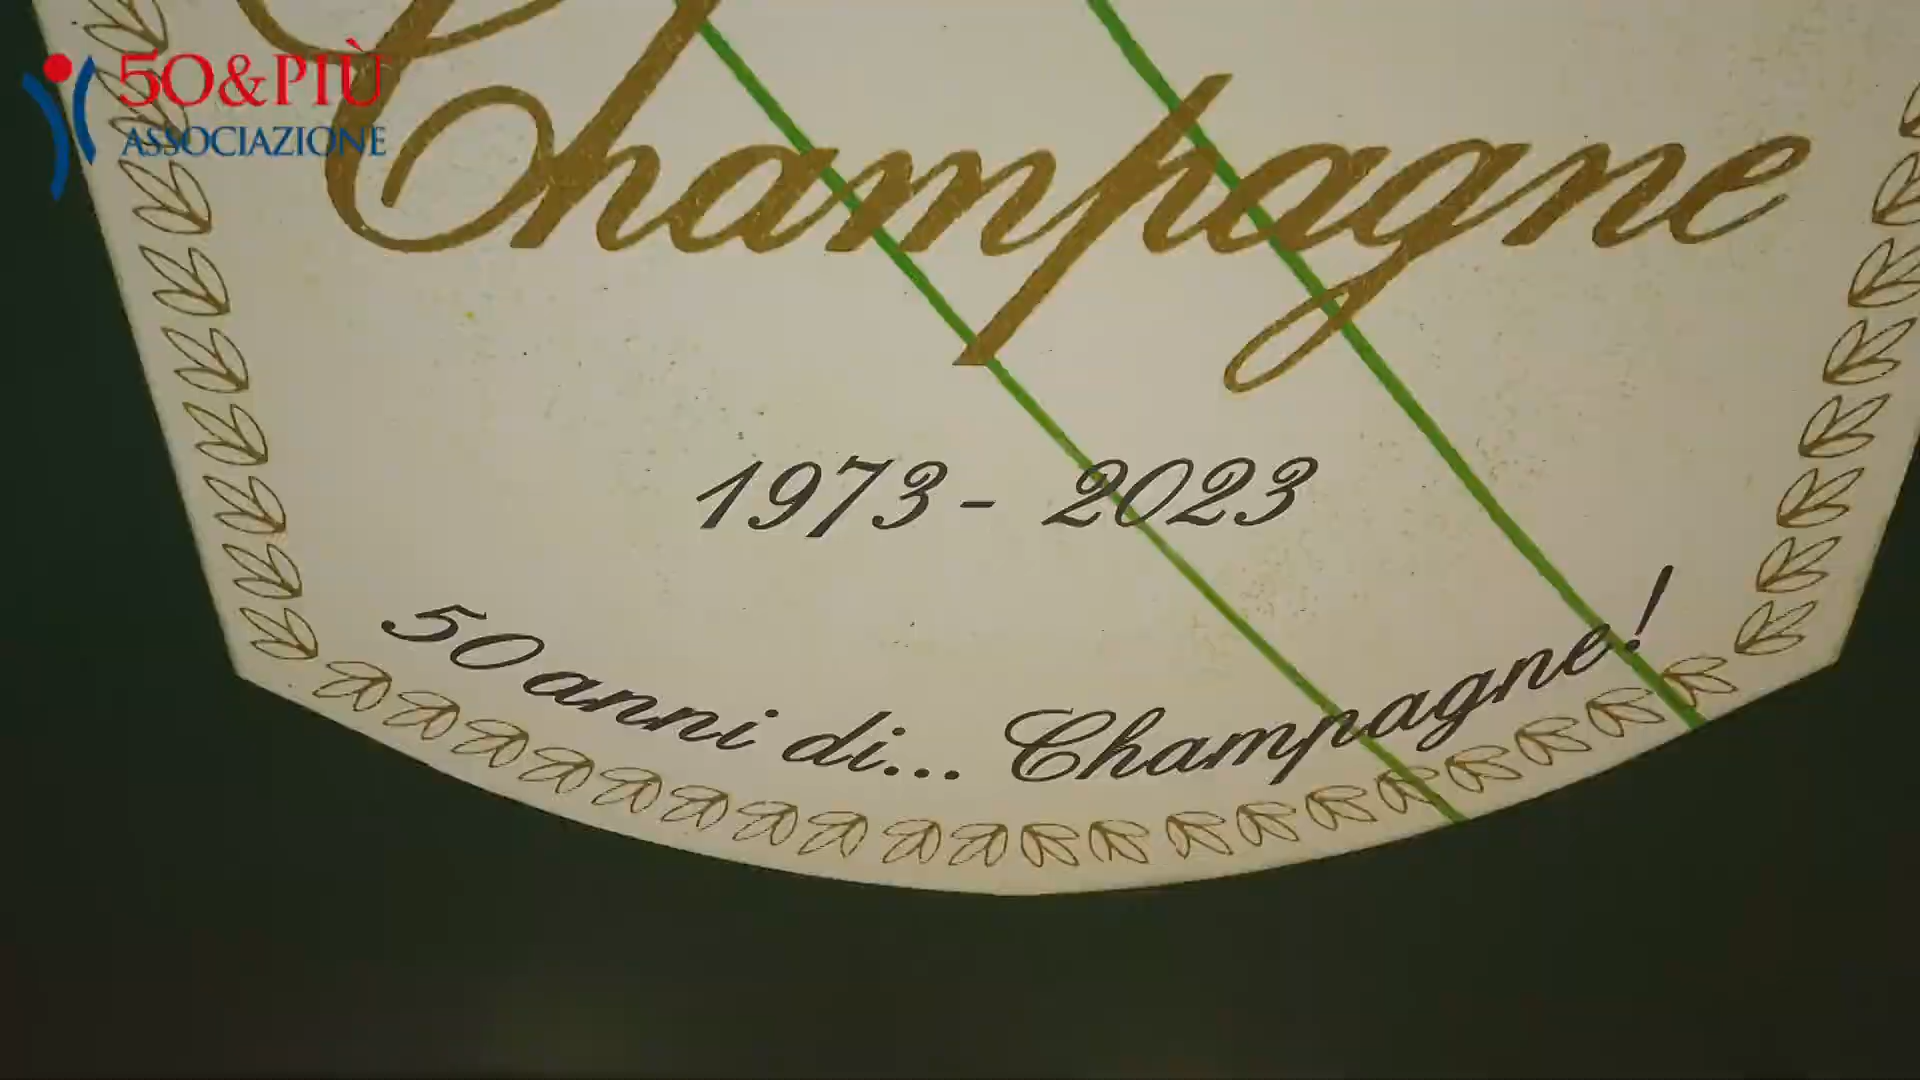 50&PIÙ
ASSOCIAZIONE
Champagne
1973 - 2023
50 anni di... Champagne!